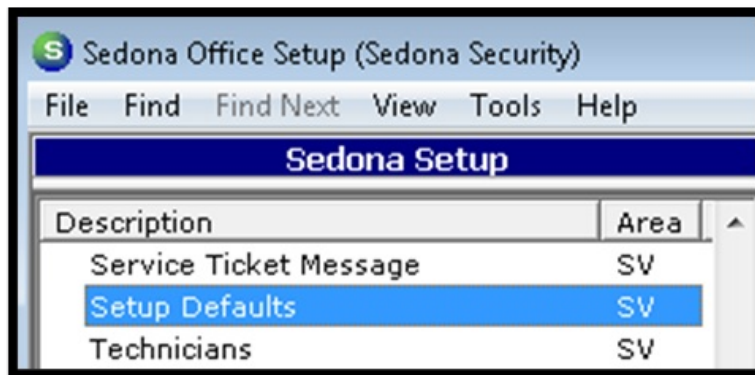 S Sedona Office Setup (Sedona Security)
File Find Find Next View Tools Help
Sedona Setup
Description Area
Service Ticket Message SV
Setup Defaults SV
Technicians SV